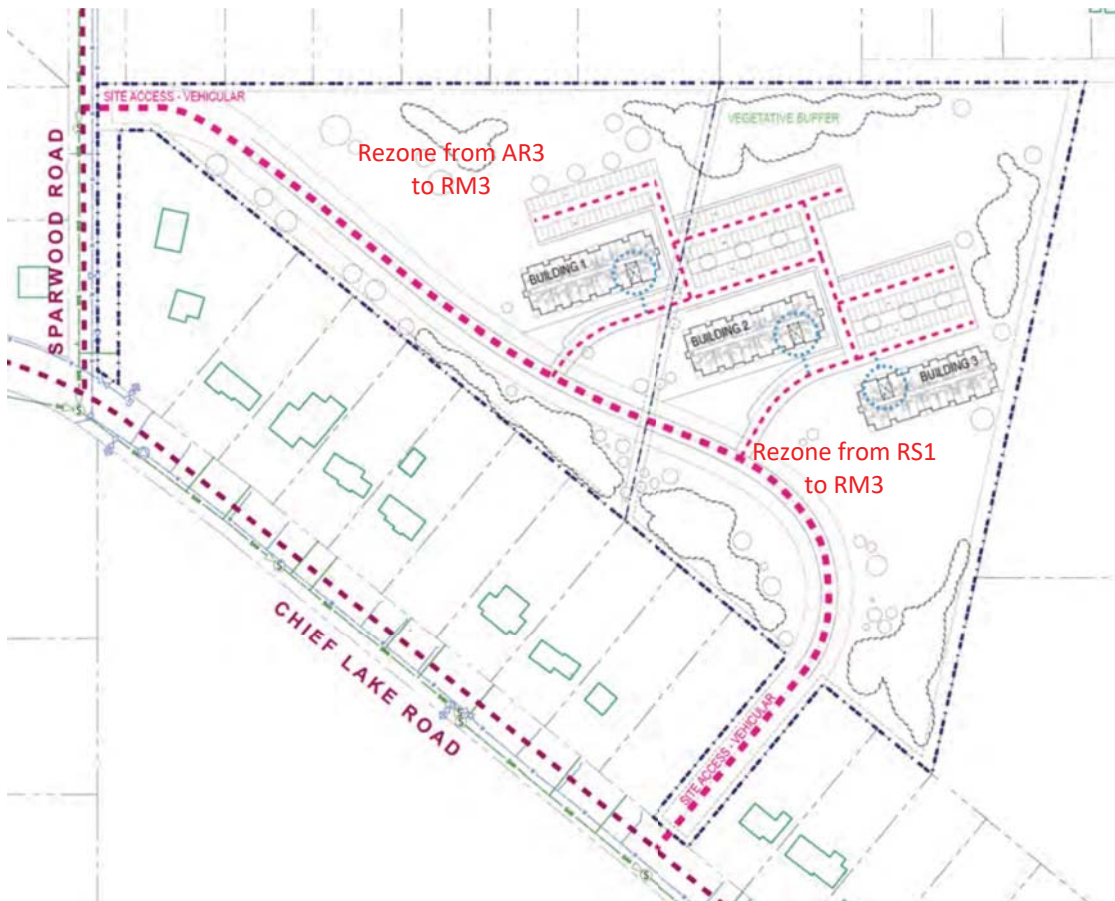 SITE ACCESS - VEHICULAR
VEGETATIVE BUFFER
Rezone from AR3
to RM3
SPARWOOD ROAD
BUILDING 1
BUILDING 2
BUILDING 3
Rezone from RS1
to RM3
CHIEF LAKE ROAD
SITE ACCESS - VEHICULAR
S
S
S
S